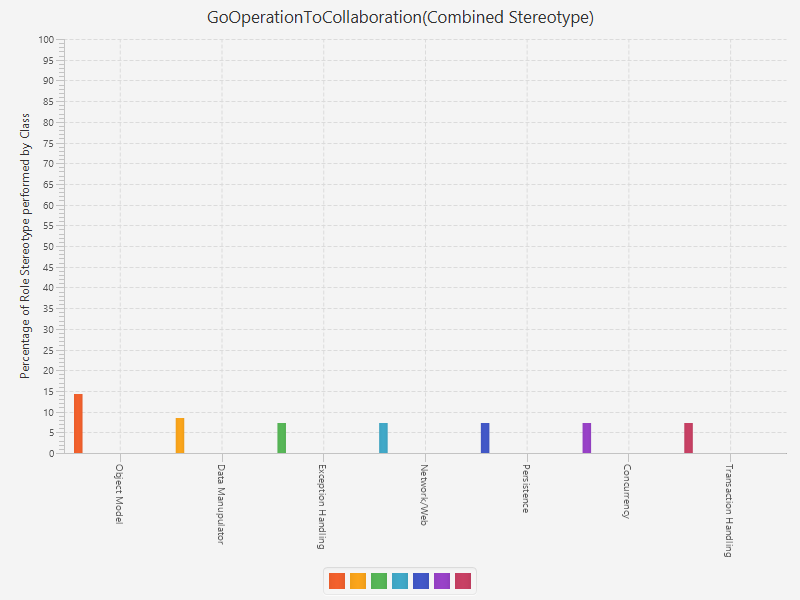 GoOperationToCollaboration(Combined Stereotype)
Percentage of Role Stereotype performed by Class
100
95
90
85
80
75
70
65
60
55
50
45
40
35
30
25
20
15
10
5
0
Object Model
Data Manupulator
Exception Handling
Network/Web
Persistence
Concurrency
Transaction Handling